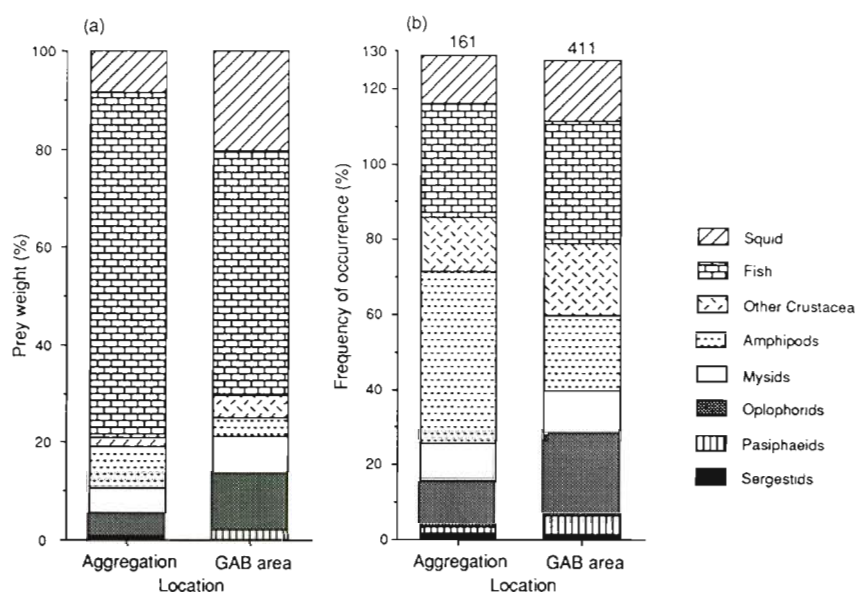 (a)
Prey weight (%)
100
80
60
40
20
0
Aggregation GAB area
Location
(b)
Frequency of occurrence (%)
130
120
100
80
60
40
20
0
161 411
Aggregation GAB area
Location
Squid
Fish
Other Crustacea
Amphipods
Mysids
Oplophorids
Pasiphaeids
Sergestids